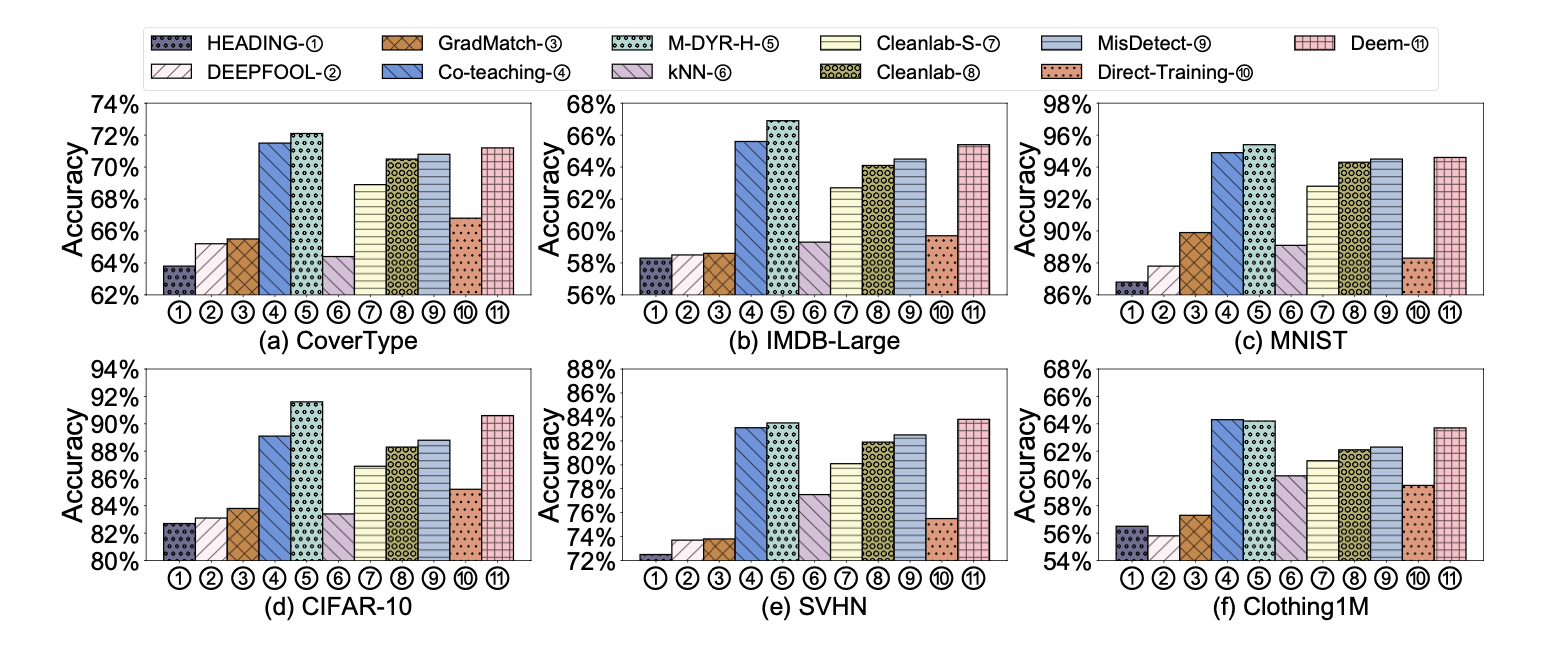 HEADING-① GradMatch-③ M-DYR-H-⑤ Cleanlab-S-⑦ MisDetect-⑨ Deem-⑪
DEEPFOOL-② Co-teaching-④ kNN-⑥ Cleanlab-⑧ Direct-Training-⑩
74% 72% 70% 68% 66% 64% 62%
Accuracy
① ② ③ ④ ⑤ ⑥ ⑦ ⑧ ⑨ ⑩ ⑪
(a) CoverType
68% 66% 64% 62% 60% 58% 56%
Accuracy
① ② ③ ④ ⑤ ⑥ ⑦ ⑧ ⑨ ⑩ ⑪
(b) IMDB-Large
98% 96% 94% 92% 90% 88% 86%
Accuracy
① ② ③ ④ ⑤ ⑥ ⑦ ⑧ ⑨ ⑩ ⑪
(c) MNIST
94% 92% 90% 88% 86% 84% 82% 80%
Accuracy
① ② ③ ④ ⑤ ⑥ ⑦ ⑧ ⑨ ⑩ ⑪
(d) CIFAR-10
88% 86% 84% 82% 80% 78% 76% 74% 72%
Accuracy
① ② ③ ④ ⑤ ⑥ ⑦ ⑧ ⑨ ⑩ ⑪
(e) SVHN
68% 66% 64% 62% 60% 58% 56% 54%
Accuracy
① ② ③ ④ ⑤ ⑥ ⑦ ⑧ ⑨ ⑩ ⑪
(f) Clothing1M